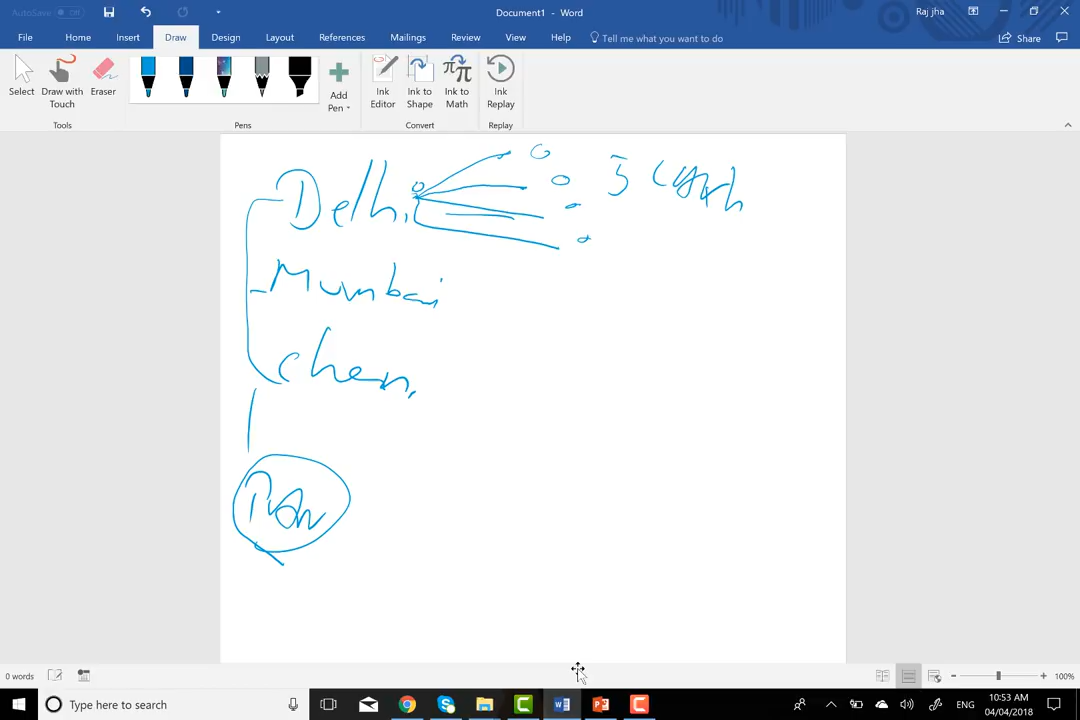 AutoSave Off
Document1 - Word
Raj jha
File Home Insert Draw Design Layout References Mailings Review View Help Tell me what you want to do
Share
Select
Draw with Touch
Eraser
Add Pen
Ink Editor
Ink to Shape
Ink to Math
Ink Replay
Tools Pens Convert Replay
Delhi
Mumbai
Chen
0 words
100%
Type here to search
ENG
10:53 AM
04/04/2018